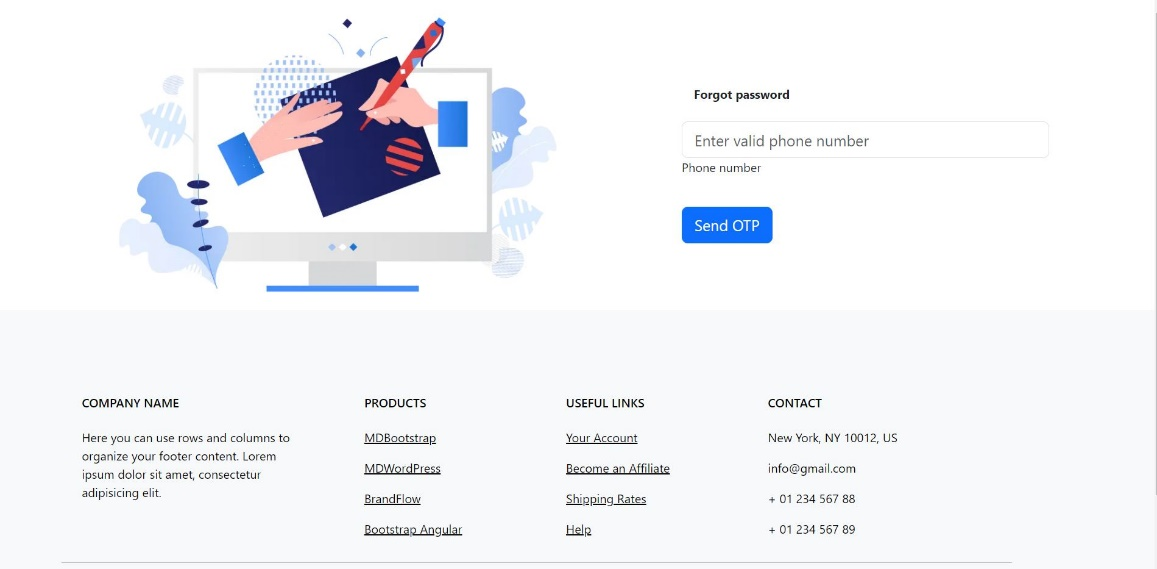 Forgot password
Enter valid phone number
Phone number
Send OTP
COMPANY NAME
Here you can use rows and columns to
organize your footer content. Lorem
ipsum dolor sit amet, consectetur
adipisicing elit.
PRODUCTS
MDBootstrap
MDWordPress
BrandFlow
Bootstrap Angular
USEFUL LINKS
Your Account
Become an Affiliate
Shipping Rates
Help
CONTACT
New York, NY 10012, US
info@gmail.com
+ 01 234 567 88
+ 01 234 567 89